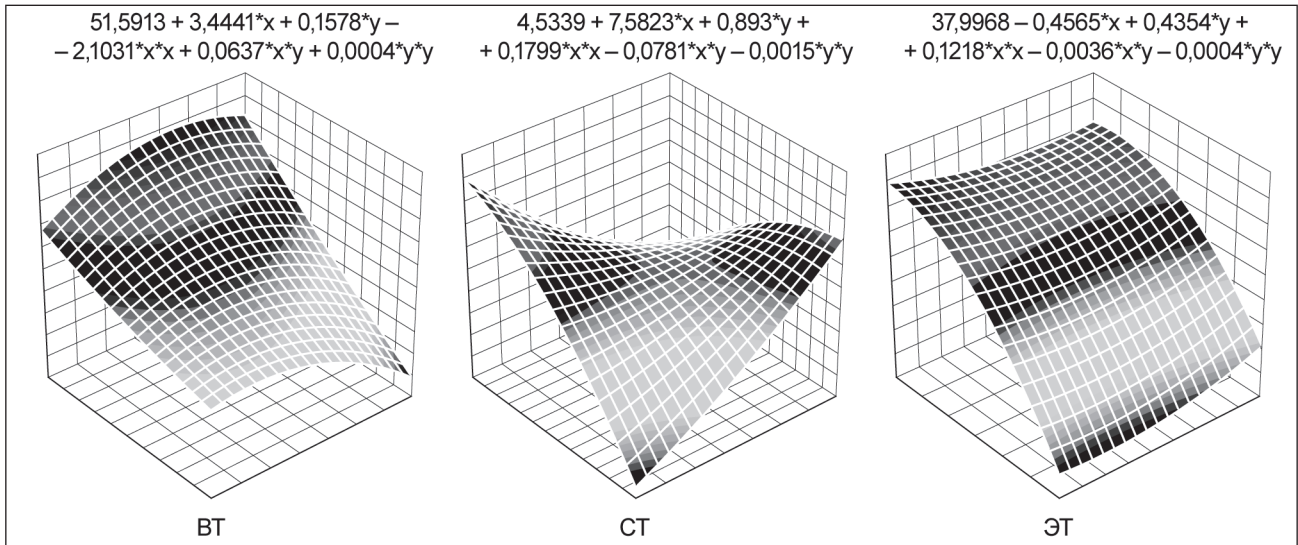 51,5913 + 3,4441*x + 0,1578*y –
– 2,1031*x*x + 0,0637*x*y + 0,0004*y*y
4,5339 + 7,5823*x + 0,893*y +
+ 0,1799*x*x – 0,0781*x*y – 0,0015*y*y
37,9968 – 0,4565*x + 0,4354*y +
+ 0,1218*x*x – 0,0036*x*y – 0,0004*y*y
ВТ
СТ
ЭТ